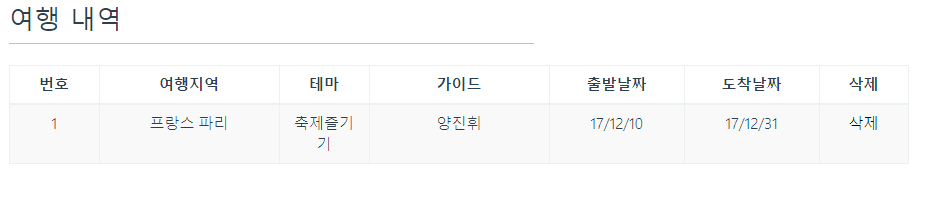 여행 내역
번호 여행지역 테마 가이드 출발날짜 도착날짜 삭제
1 프랑스 파리 축제즐기 양진휘 17/12/10 17/12/31 삭제
기